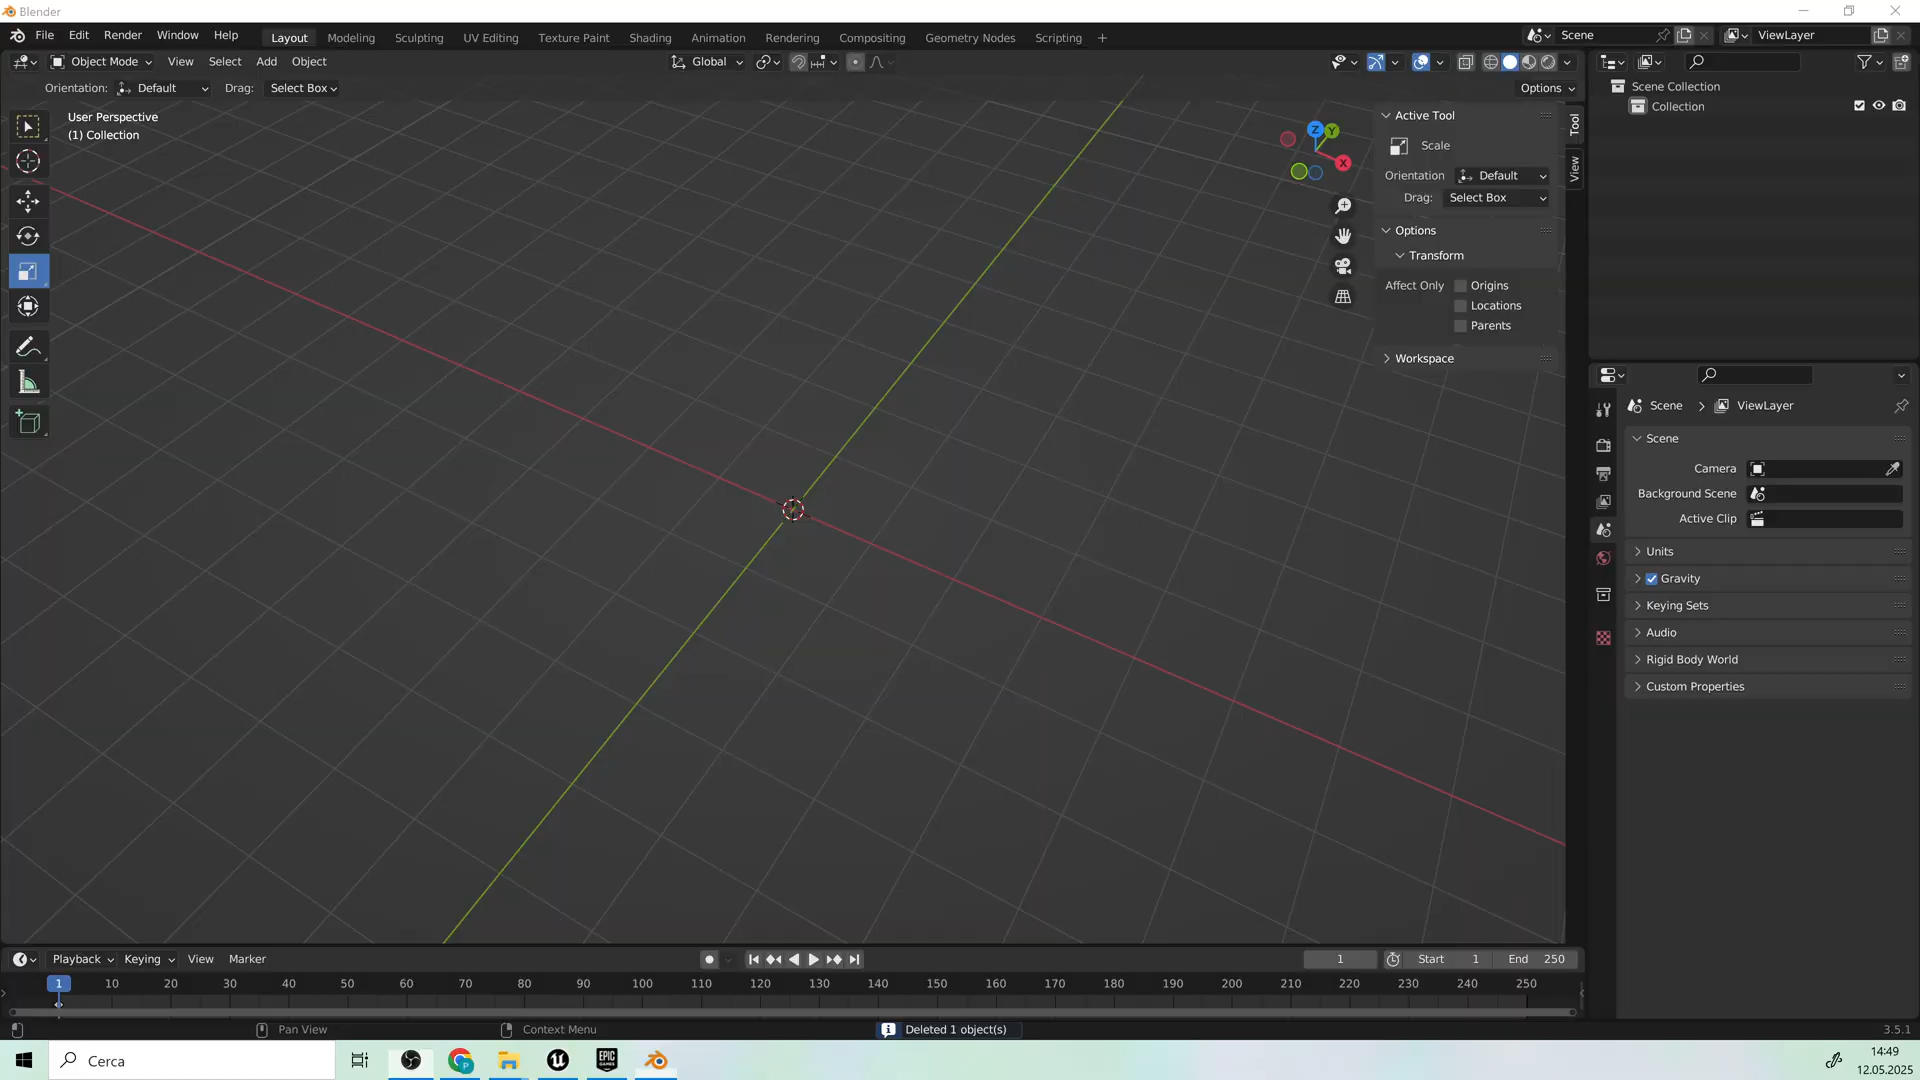 Blender
File Edit Render Window Help Layout Modeling Sculpting UV Editing Texture Paint Shading Animation Rendering Compositing Geometry Nodes Scripting + Scene ViewLayer
Object Mode View Select Add Object Global
Orientation: Default Drag: Select Box Options
User Perspective
(1) Collection
Z Y X
Active Tool
Scale
Orientation Default
Drag: Select Box
Options
Transform
Affect Only Origins
Locations
Parents
Workspace
Tool
View
Scene Collection
Collection
Scene ViewLayer
Scene
Camera
Background Scene
Active Clip
Units
Gravity
Keying Sets
Audio
Rigid Body World
Custom Properties
Playback Keying View Marker 1 Start 1 End 250
1 10 20 30 40 50 60 70 80 90 100 110 120 130 140 150 160 170 180 190 200 210 220 230 240 250
Pan View Context Menu Deleted 1 object(s) 3.5.1
Cerca
EPIC
GAMES
P
14:49
12.05.2025